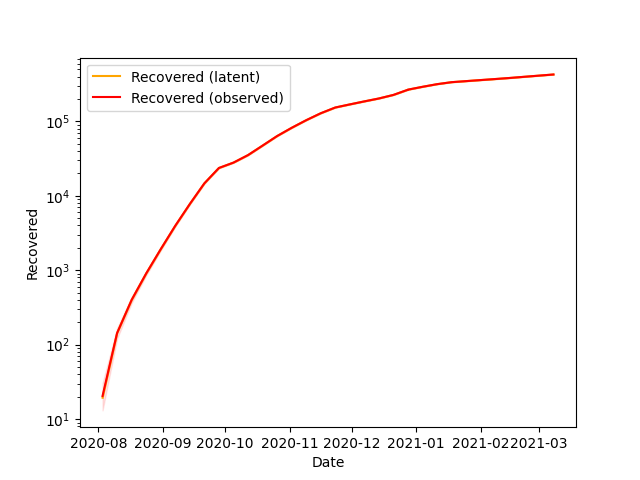 Recovered (latent)
Recovered (observed)
Recovered
10^5
10^4
10^3
10^2
10^1
2020-08 2020-09 2020-10 2020-11 2020-12 2021-01 2021-02 2021-03
Date